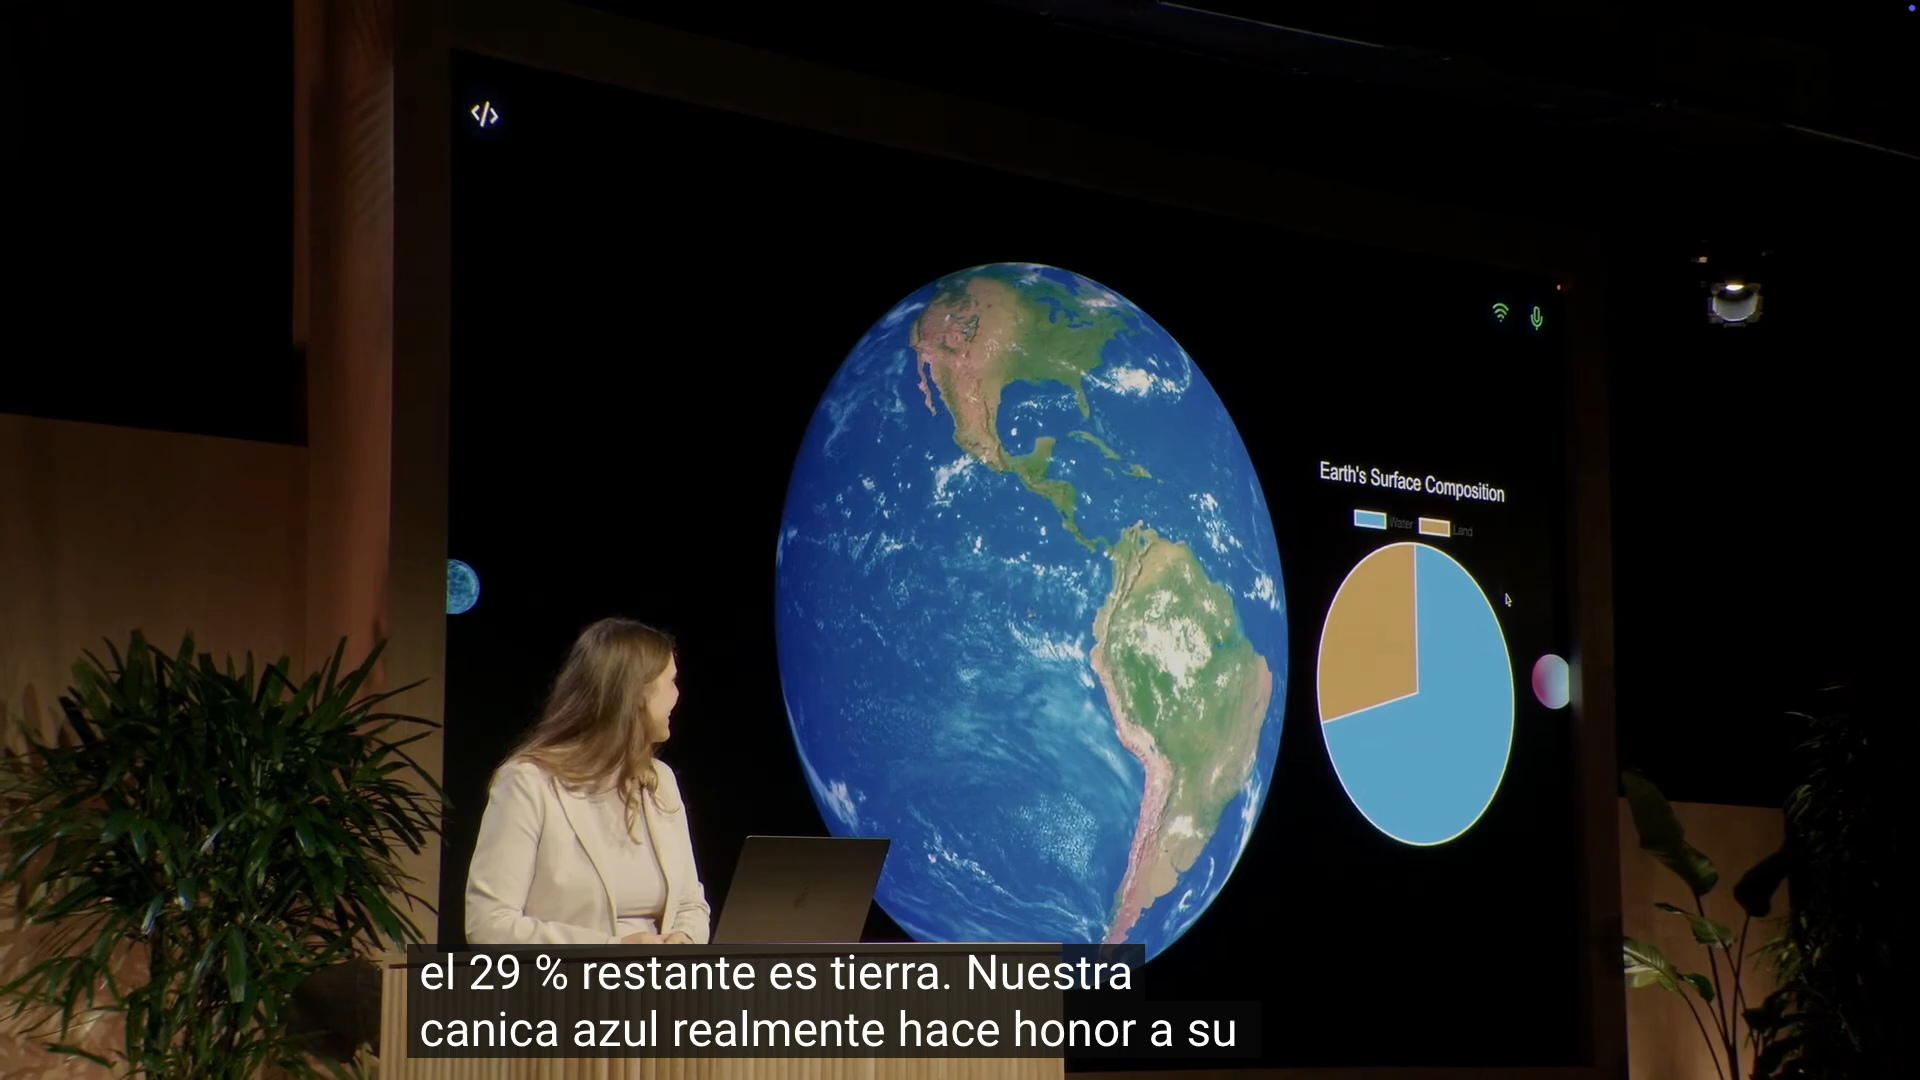 Earth's Surface Composition
Water Land
el 29 % restante es tierra. Nuestra
canica azul realmente hace honor a su